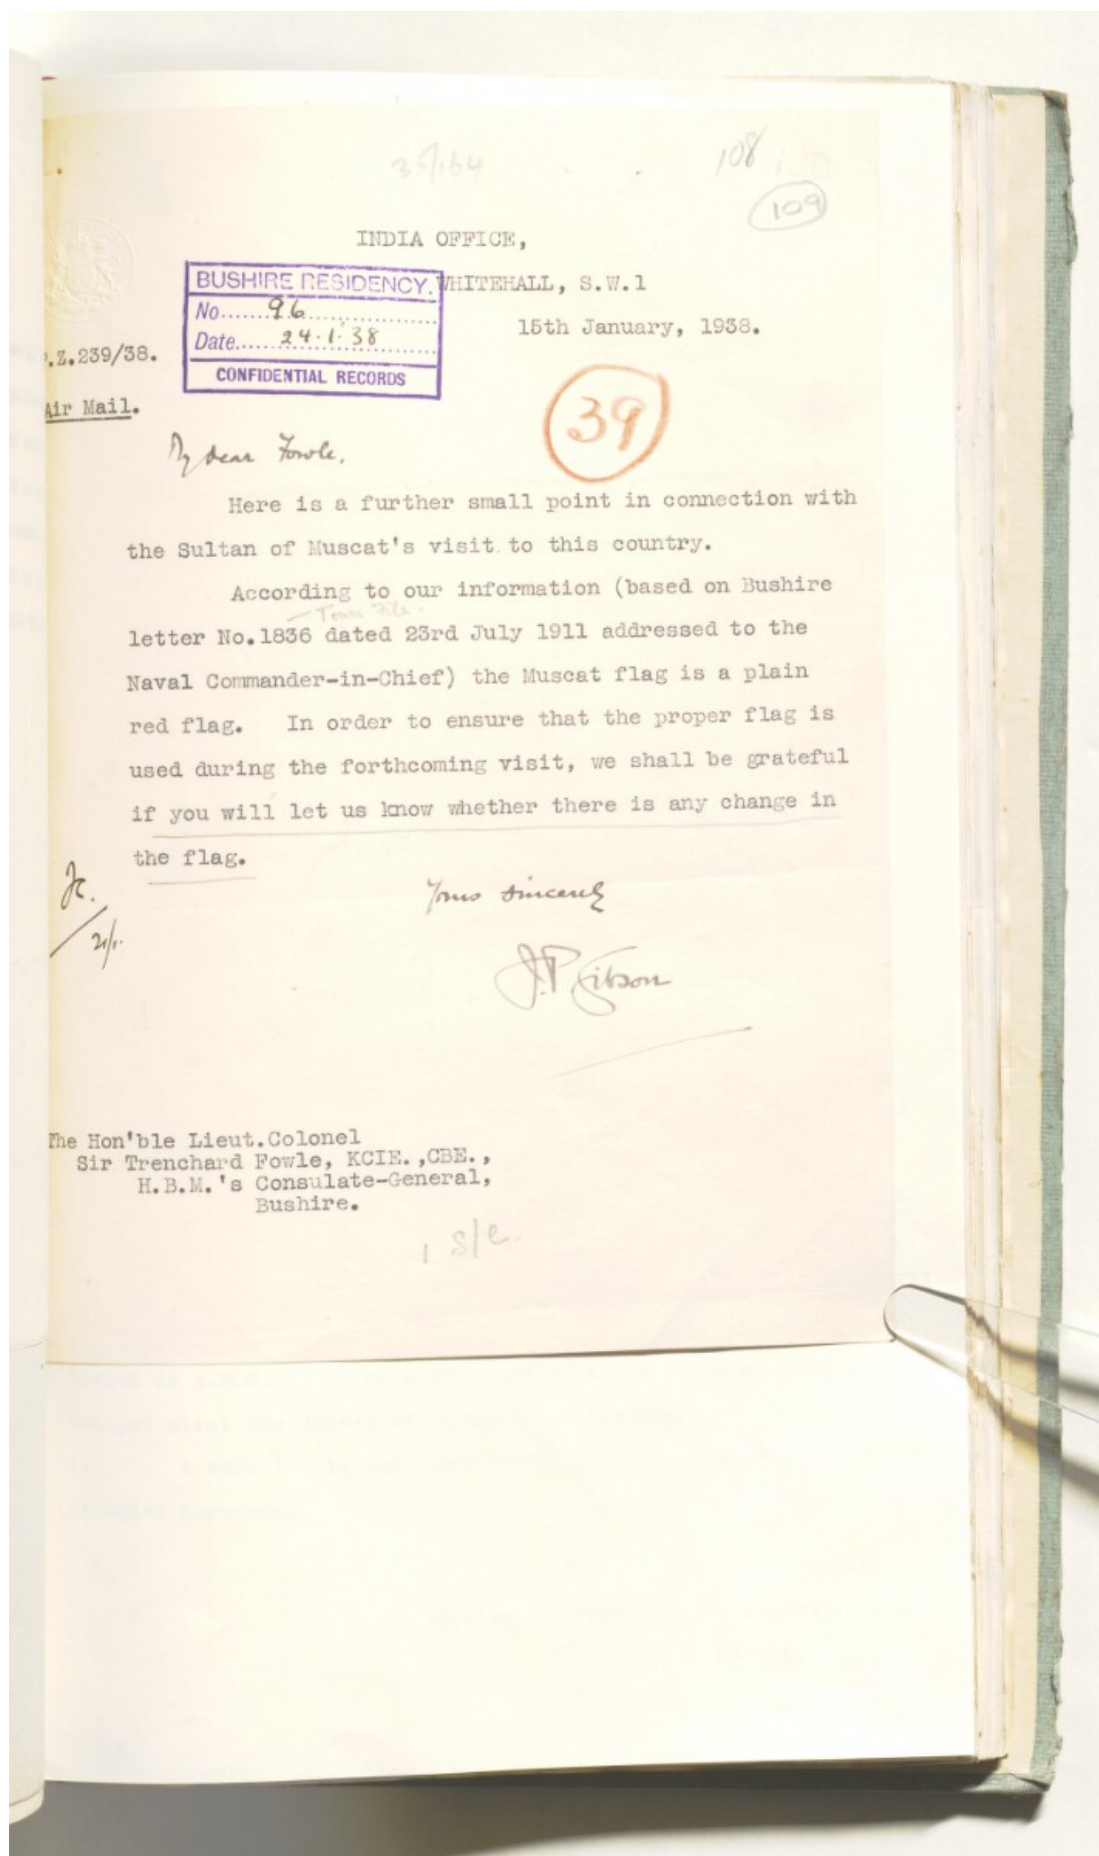 35/164
108
109
INDIA OFFICE,
WHITEHALL, S.W.1
BUSHIRE RESIDENCY.
No. 96
Date. 24.1.38
CONFIDENTIAL RECORDS
15th January, 1938.
.Z.239/38.
Air Mail.
39
My dear Fowle,
Here is a further small point in connection with
the Sultan of Muscat's visit to this country.
According to our information (based on Bushire
Town File.
letter No.1836 dated 23rd July 1911 addressed to the
Naval Commander-in-Chief) the Muscat flag is a plain
red flag. In order to ensure that the proper flag is
used during the forthcoming visit, we shall be grateful
if you will let us know whether there is any change in
the flag.
Yours sincerely
J.P. Gibson
The Hon'ble Lieut.Colonel
Sir Trenchard Fowle, KCIE.,CBE.,
H.B.M.'s Consulate-General,
Bushire.